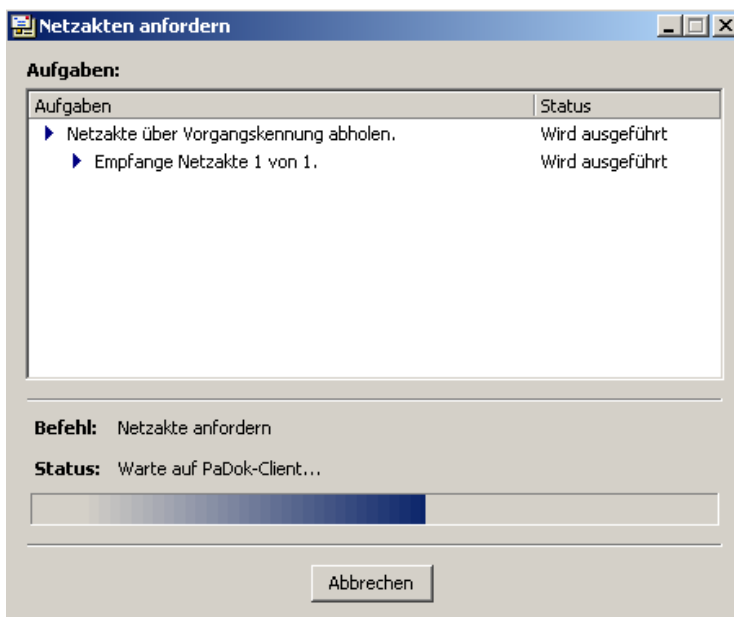 Netzakten anfordern
Aufgaben:
Aufgaben Status
Netzakte über Vorgangskennung abholen. Wird ausgeführt
Empfange Netzakte 1 von 1. Wird ausgeführt
Befehl: Netzakte anfordern
Status: Warte auf PaDok-Client...
Abbrechen